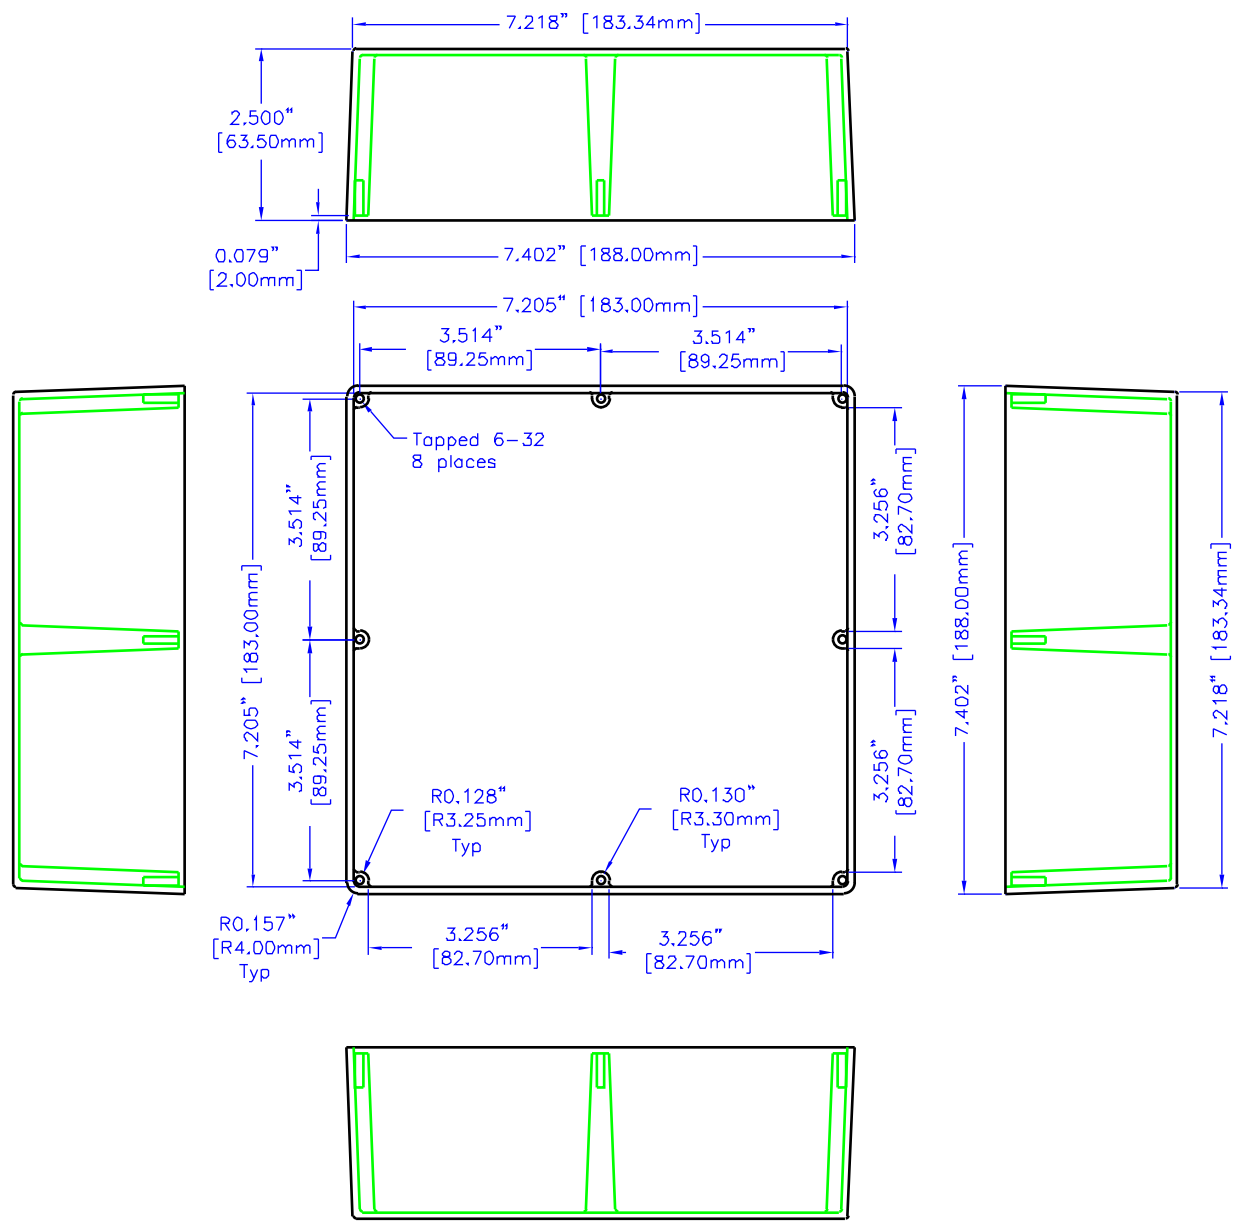 7.218" [183.34mm]
2.500"
[63.50mm]
0.079"
[2.00mm]
7.402" [188.00mm]
7.205" [183.00mm]
3.514"
[89.25mm]
3.514"
[89.25mm]
Tapped 6-32
8 places
3.514"
[89.25mm]
3.256"
[82.70mm]
7.205" [183.00mm]
7.402" [188.00mm]
7.218" [183.34mm]
3.514"
[89.25mm]
3.256"
[82.70mm]
R0.128"
[R3.25mm]
Typ
R0.130"
[R3.30mm]
Typ
R0.157"
[R4.00mm]
Typ
3.256"
[82.70mm]
3.256"
[82.70mm]